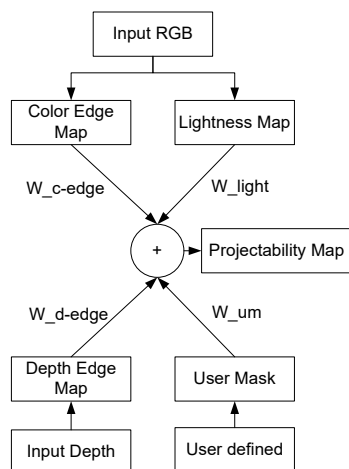 Input RGB
Color Edge
Map
Lightness Map
W_c-edge
W_light
+
Projectability Map
W_d-edge
W_um
Depth Edge
Map
User Mask
Input Depth
User defined